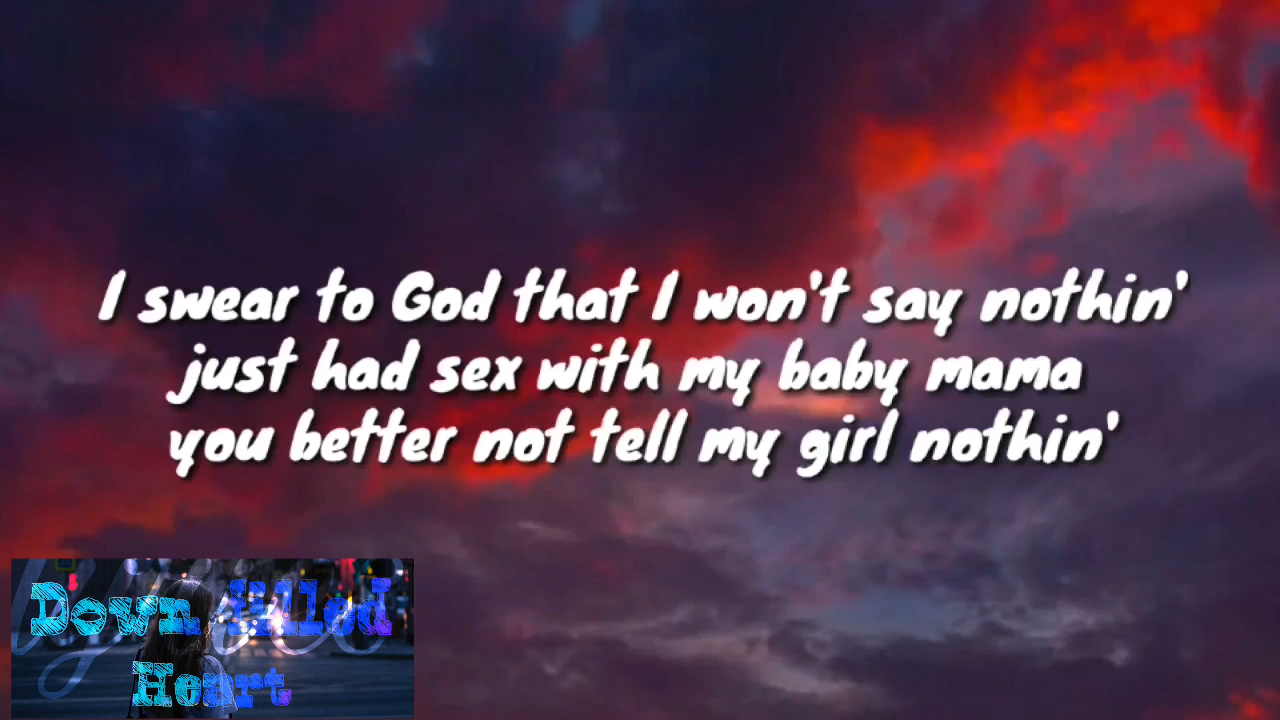 I swear to God that I won't say nothin'
just had sex with my baby mama
you better not tell my girl nothin'
Down filled
Heart